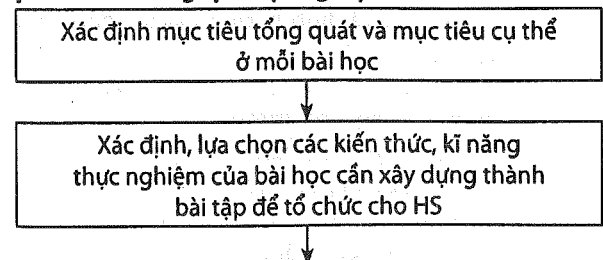 Xác định mục tiêu tổng quát và mục tiêu cụ thể
ở mỗi bài học
Xác định, lựa chọn các kiến thức, kĩ năng
thực nghiệm của bài học cần xây dựng thành
bài tập để tổ chức cho HS